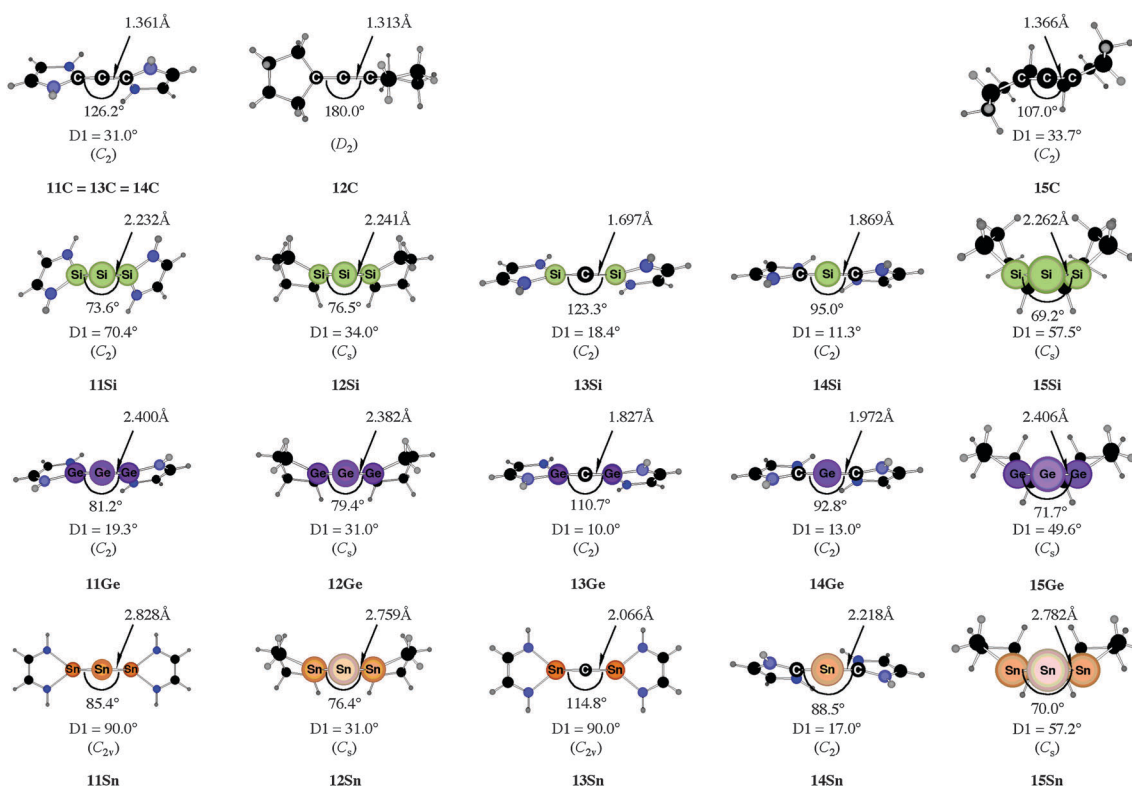 1.361Å 1.313Å 1.366Å
C C C C C C C C C
126.2° 180.0° 107.0°
D1 = 31.0° (D2) D1 = 33.7°
(C2) (C2)
11C = 13C = 14C 12C 15C
2.232Å 2.241Å 1.697Å 1.869Å 2.262Å
Si Si Si Si Si Si Si C Si C Si C Si Si Si
73.6° 76.5° 123.3° 95.0° 69.2°
D1 = 70.4° D1 = 34.0° D1 = 18.4° D1 = 11.3° D1 = 57.5°
(C2) (Cs) (C2) (C2) (Cs)
11Si 12Si 13Si 14Si 15Si
2.400Å 2.382Å 1.827Å 1.972Å 2.406Å
Ge Ge Ge Ge Ge Ge Ge C Ge C Ge C Ge Ge Ge
81.2° 79.4° 110.7° 92.8° 71.7°
D1 = 19.3° D1 = 31.0° D1 = 10.0° D1 = 13.0° D1 = 49.6°
(C2) (Cs) (C2) (C2) (Cs)
11Ge 12Ge 13Ge 14Ge 15Ge
2.828Å 2.759Å 2.066Å 2.218Å 2.782Å
Sn Sn Sn Sn Sn Sn Sn C Sn C Sn C Sn Sn Sn
85.4° 76.4° 114.8° 88.5° 70.0°
D1 = 90.0° D1 = 31.0° D1 = 90.0° D1 = 17.0° D1 = 57.2°
(C2v) (Cs) (C2v) (C2) (Cs)
11Sn 12Sn 13Sn 14Sn 15Sn